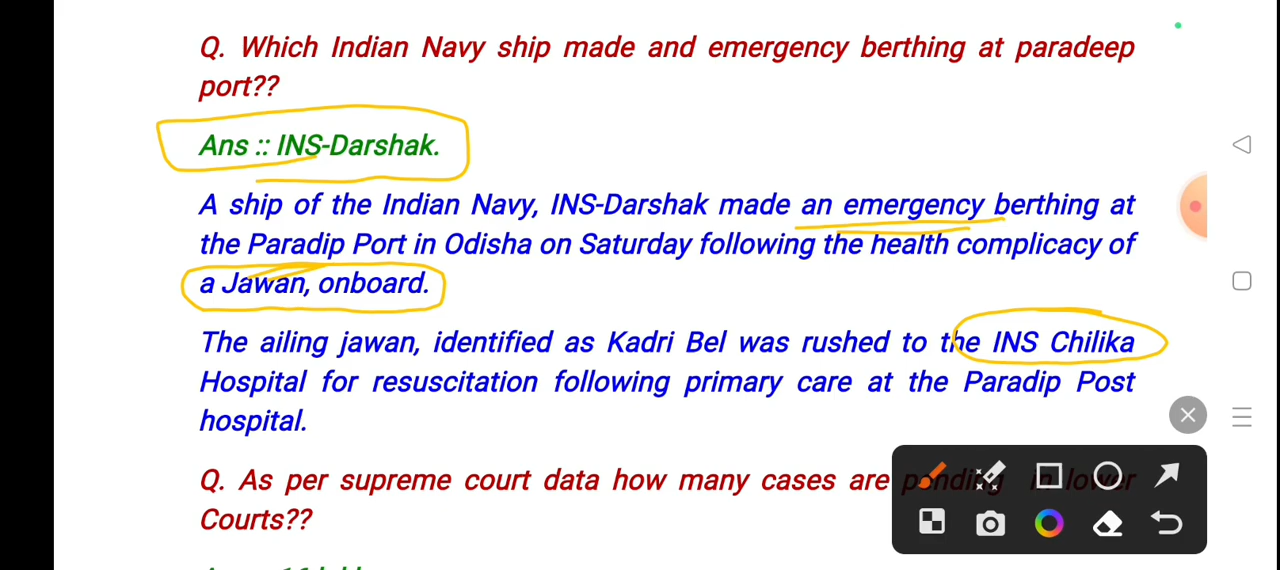 Q. Which Indian Navy ship made and emergency berthing at paradeep
port??
Ans :: INS-Darshak.
A ship of the Indian Navy, INS-Darshak made an emergency berthing at
the Paradip Port in Odisha on Saturday following the health complicacy of
a Jawan, onboard.
The ailing jawan, identified as Kadri Bel was rushed to the INS Chilika
Hospital for resuscitation following primary care at the Paradip Post
hospital.
Q. As per supreme court data how many cases are pending in lower
Courts??